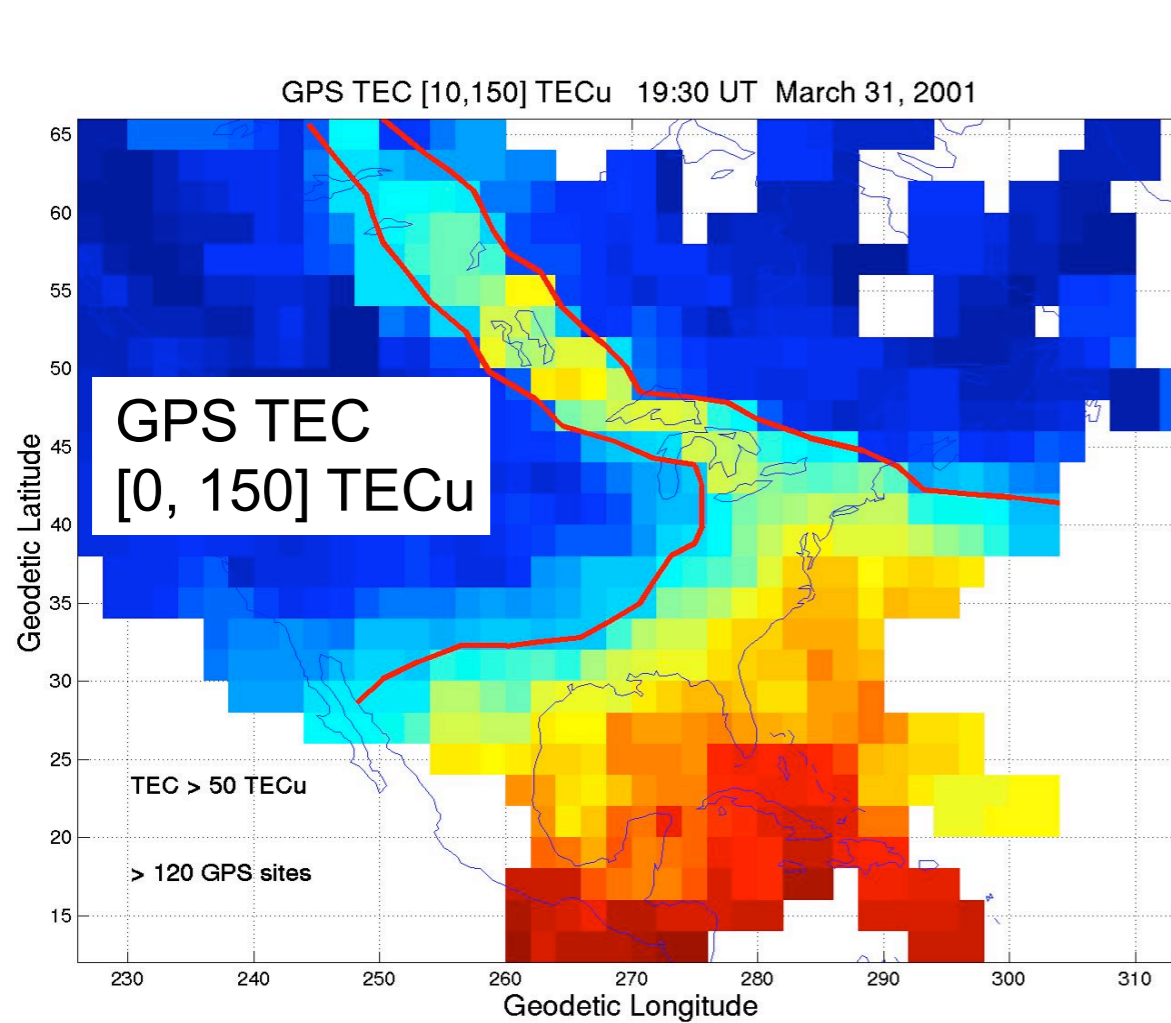 GPS TEC [10,150] TECu 19:30 UT March 31, 2001
65
60
55
50
45
40
35
30
25
20
15
Geodetic Latitude
GPS TEC
[0, 150] TECu
TEC > 50 TECu
> 120 GPS sites
230 240 250 260 270 280 290 300 310
Geodetic Longitude